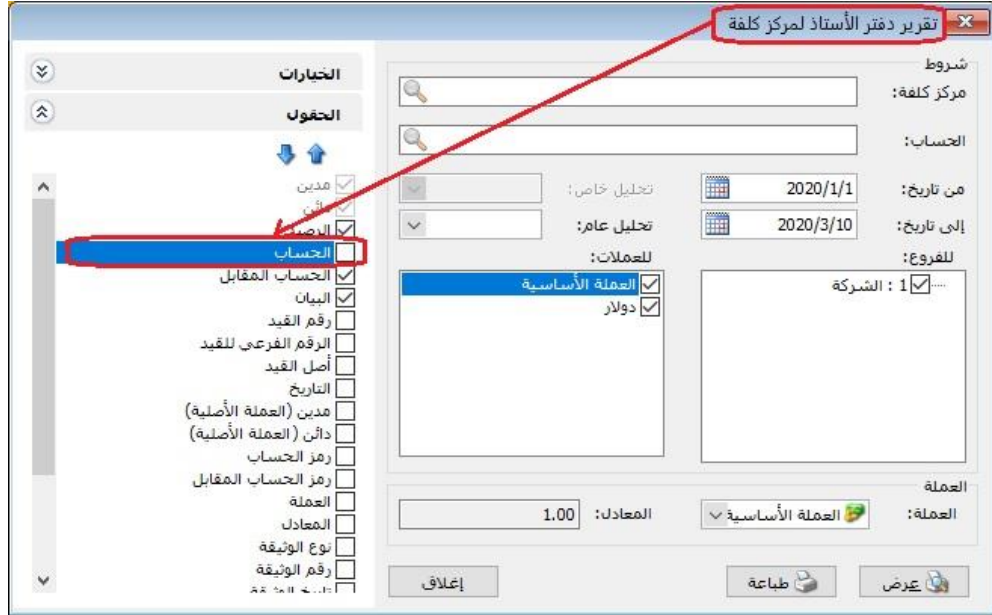 تقرير دفتر الأستاذ لمركز كلفة
شروط
مركز كلفة:
الحساب:
من تاريخ: 2020/1/1 تحليل خاص:
إلى تاريخ: 2020/3/10 تحليل عام:
للفروع:
1 : الشركة
للعملات:
العملة الأساسية
دولار
العملة
العملة: العملة الأساسية المعادل: 1.00
عرض طباعة إغلاق
الخيارات
الحقول
مدين
دائن
الرصيد
الحساب
الحساب المقابل
البيان
رقم القيد
الرقم الفرعي للقيد
أصل القيد
التاريخ
مدين (العملة الأصلية)
دائن (العملة الأصلية)
رمز الحساب
رمز الحساب المقابل
العملة
المعادل
نوع الوثيقة
رقم الوثيقة
تاريخ الوثيقة